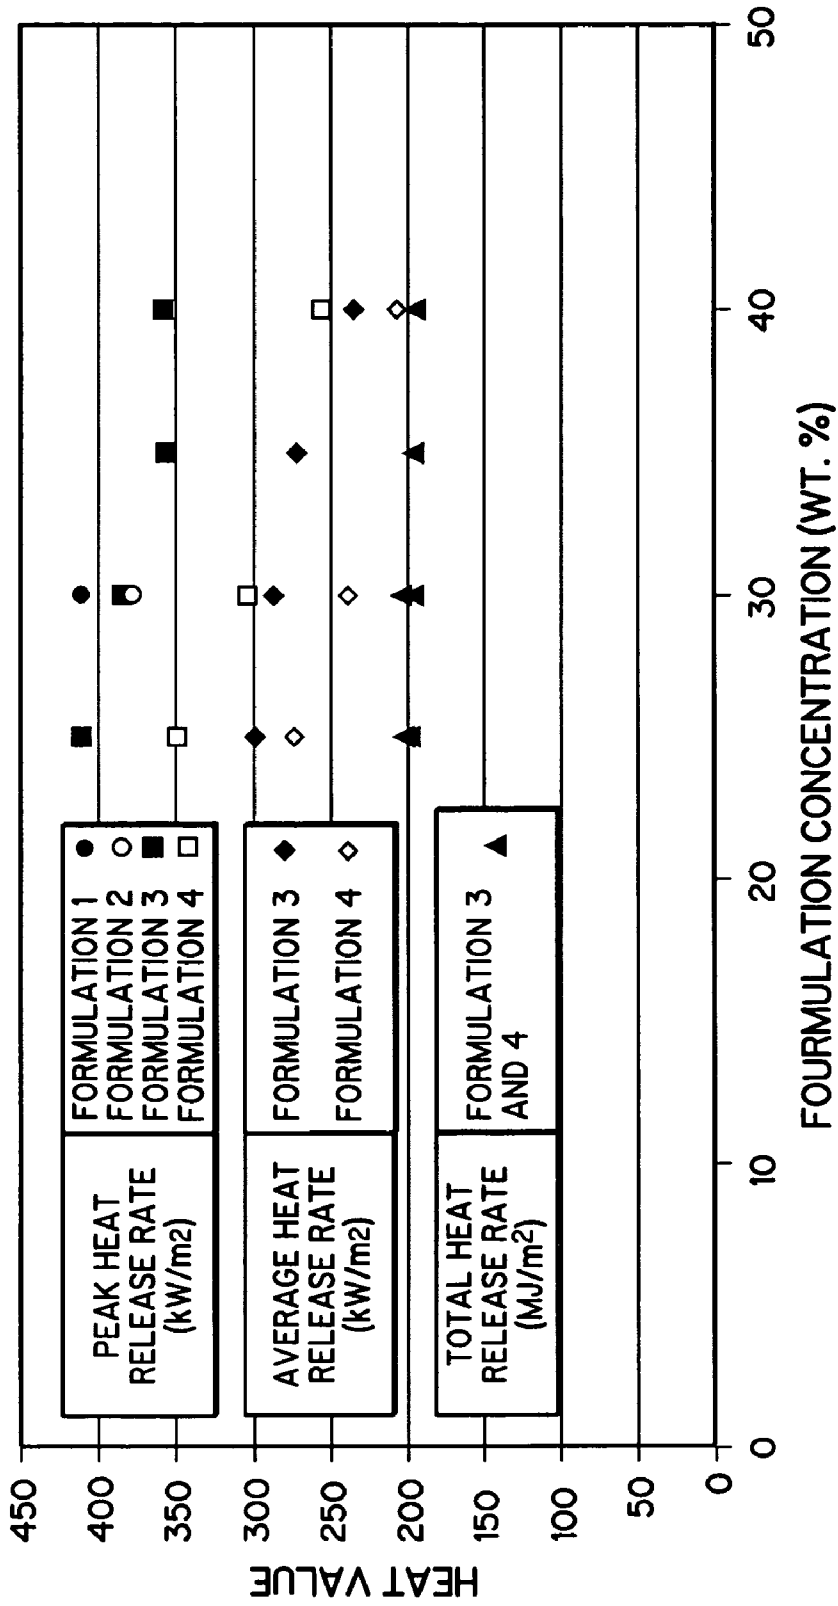 450
400
350
300
250
200
150
100
50
0
HEAT VALUE
PEAK HEAT
RELEASE RATE
(kW/m2)
FORMULATION 1
FORMULATION 2
FORMULATION 3
FORMULATION 4
AVERAGE HEAT
RELEASE RATE
(kW/m2)
FORMULATION 3
FORMULATION 4
TOTAL HEAT
RELEASE RATE
(MJ/m²)
FORMULATION 3
AND 4
0
10
20
30
40
50
FOURMULATION CONCENTRATION (WT. %)